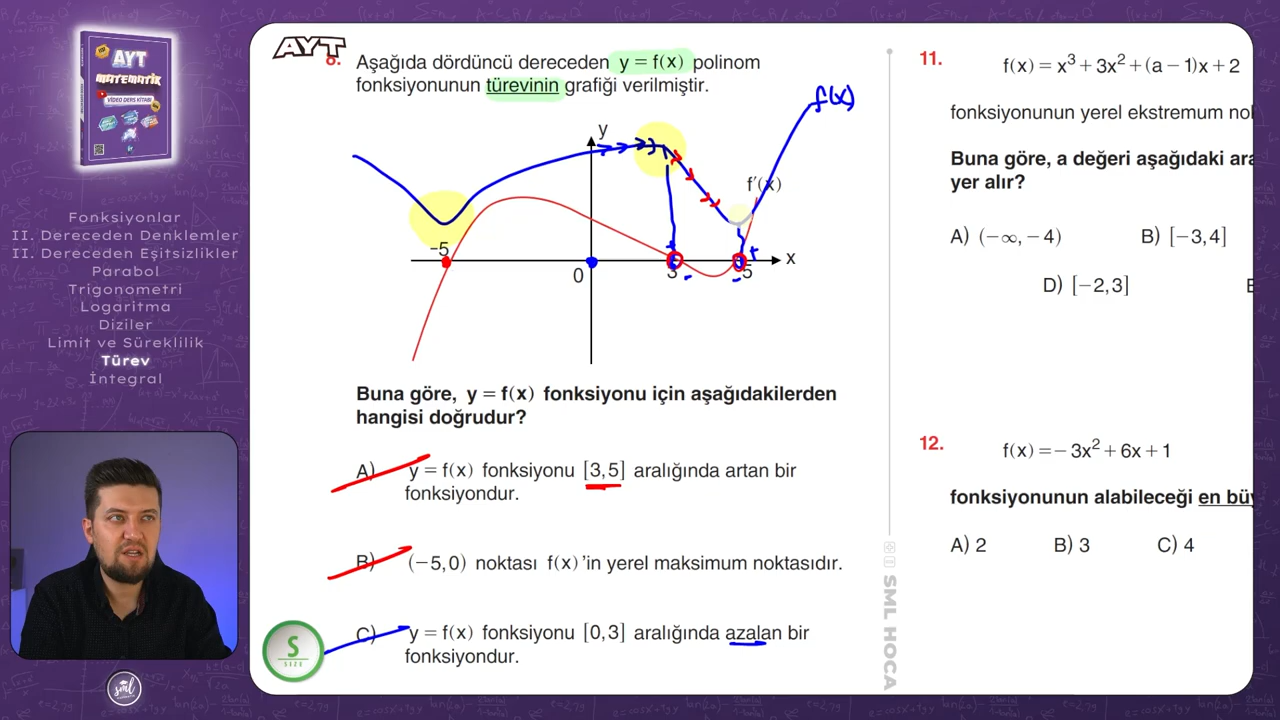 AYT
MATEMATİK
VİDEO DERS KİTABI
Fonksiyonlar
II. Dereceden Denklemler
II. Dereceden Eşitsizlikler
Parabol
Trigonometri
Logaritma
Diziler
Limit ve Süreklilik
Türev
İntegral
sml
AYT
Aşağıda dördüncü dereceden y = f(x) polinom
fonksiyonunun türevinin grafiği verilmiştir.
f(x)
y
f′(x)
-5
x
0
3
5
+
Buna göre, y = f(x) fonksiyonu için aşağıdakilerden
hangisi doğrudur?
A) y = f(x) fonksiyonu [3,5] aralığında artan bir
fonksiyondur.
B) (−5,0) noktası f(x)'in yerel maksimum noktasıdır.
C) y = f(x) fonksiyonu [0,3] aralığında azalan bir
fonksiyondur.
S
SIZE
SML HOCA
11. f(x) = x³ + 3x² + (a − 1)x + 2
fonksiyonunun yerel ekstremum
Buna göre, a değeri aşağıdaki
yer alır?
A) (−∞, −4) B) [−3,4]
D) [−2,3]
12. f(x) = − 3x² + 6x + 1
fonksiyonunun alabileceği en
A) 2 B) 3 C) 4